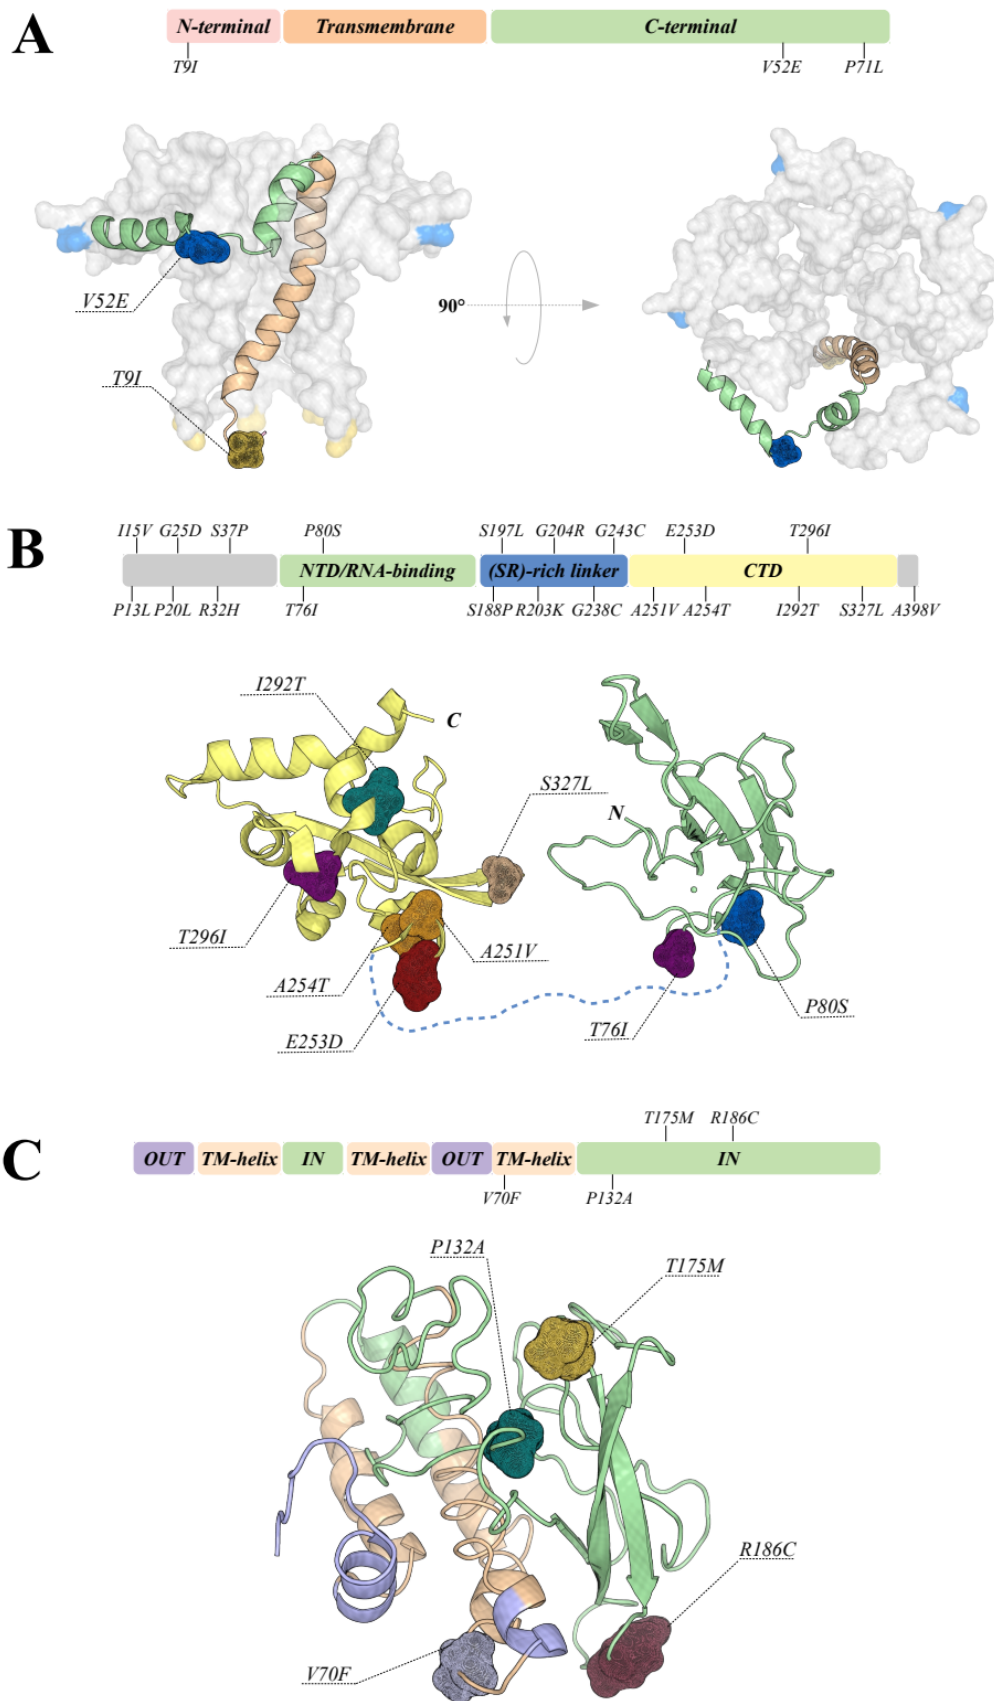 A
N-terminal Transmembrane C-terminal
T9I V52E P71L
V52E
90°
T9I
B
I15V G25D S37P P80S S197L G204R G243C E253D T296I
NTD/RNA-binding (SR)-rich linker CTD
P13L P20L R32H T76I S188P R203K G238C A251V A254T I292T S327L A398V
I292T
C
S327L
N
T296I
A251V
A254T
P80S
E253D
T76I
C
T175M R186C
OUT TM-helix IN TM-helix OUT TM-helix IN
V70F P132A
P132A
T175M
R186C
V70F